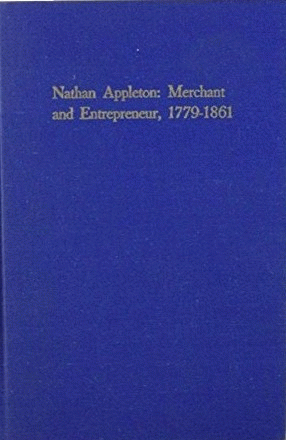 Nathan Appleton: Merchant
and Entrepreneur, 1779-1861